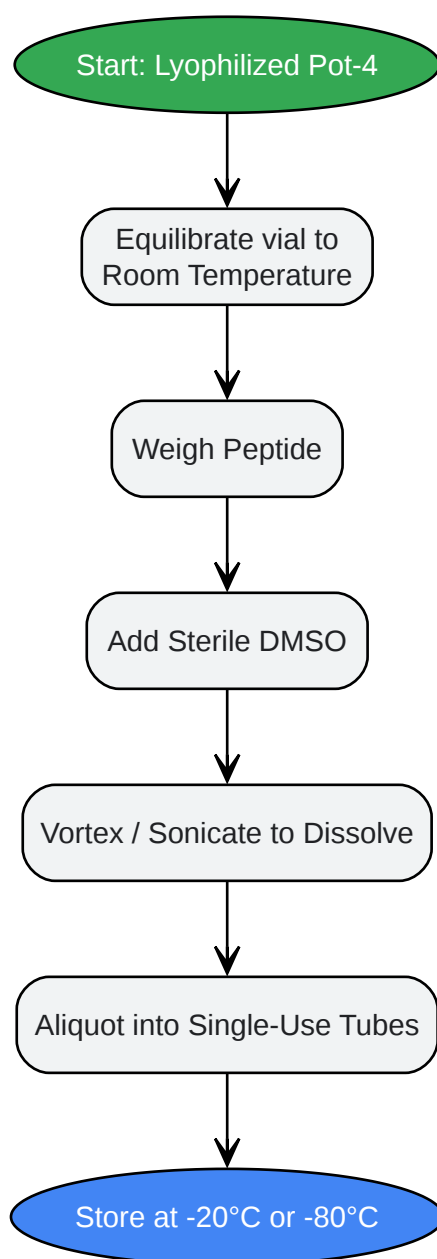 Start: Lyophilized Pot-4
Equilibrate vial to
Room Temperature
Weigh Peptide
Add Sterile DMSO
Vortex / Sonicate to Dissolve
Aliquot into Single-Use Tubes
Store at -20°C or -80°C